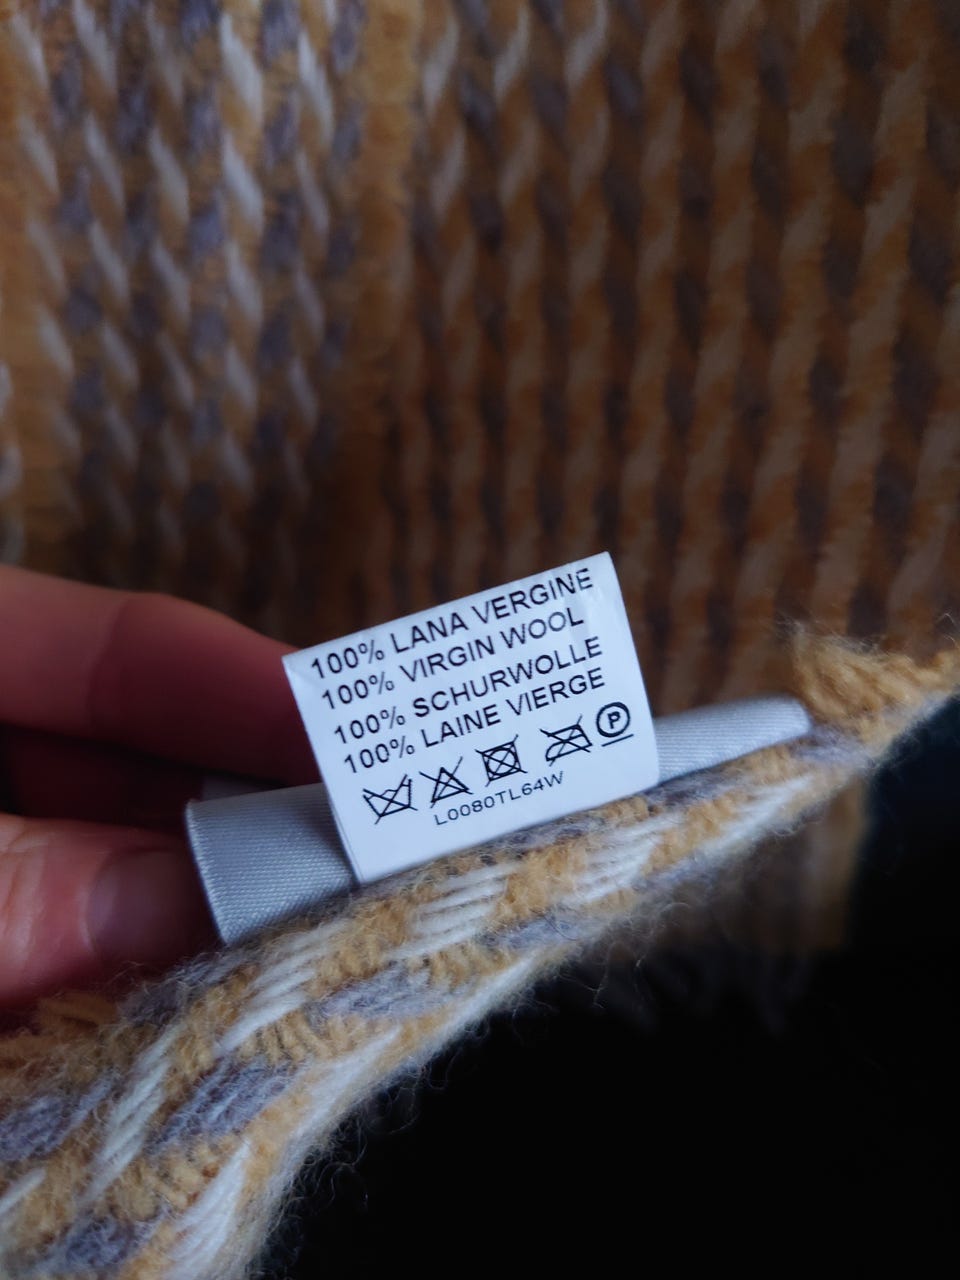 100% LANA VERGINE
100% VIRGIN WOOL
100% SCHURWOLLE
100% LAINE VIERGE
P
L0080TL64W